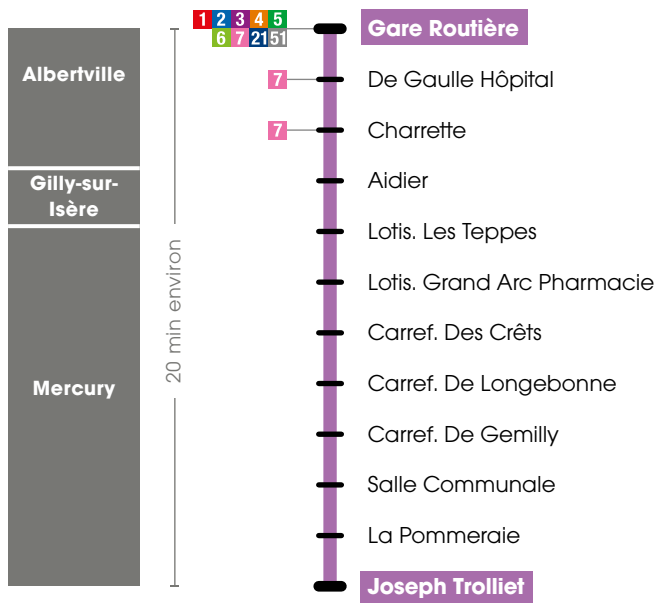 1 2 3 4 5
6 7 21 51
Gare Routière
Albertville
7
De Gaulle Hôpital
7
Charrette
Gilly-sur-
Isère
Aidier
Lotis. Les Teppes
20 min environ
Lotis. Grand Arc Pharmacie
Carref. Des Crêts
Mercury
Carref. De Longebonne
Carref. De Gemilly
Salle Communale
La Pommeraie
Joseph Trolliet